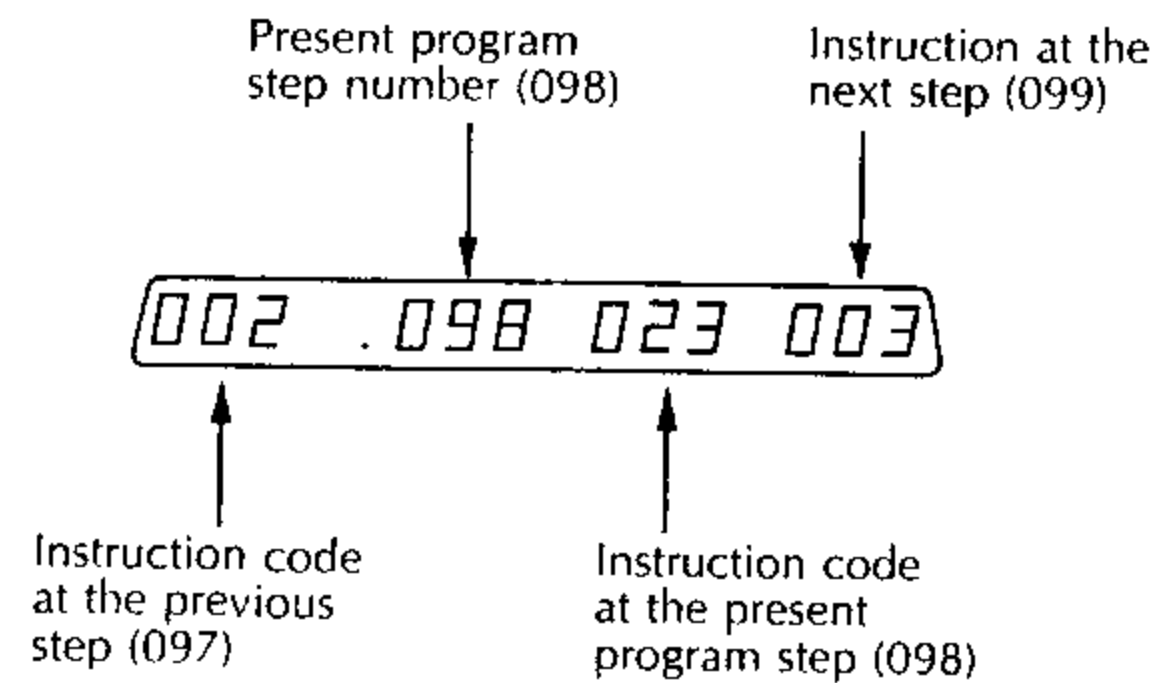 Present program
step number (098)
Instruction at the
next step (099)
002 .098 023 003
Instruction code
at the previous
step (097)
Instruction code
at the present
program step (098)